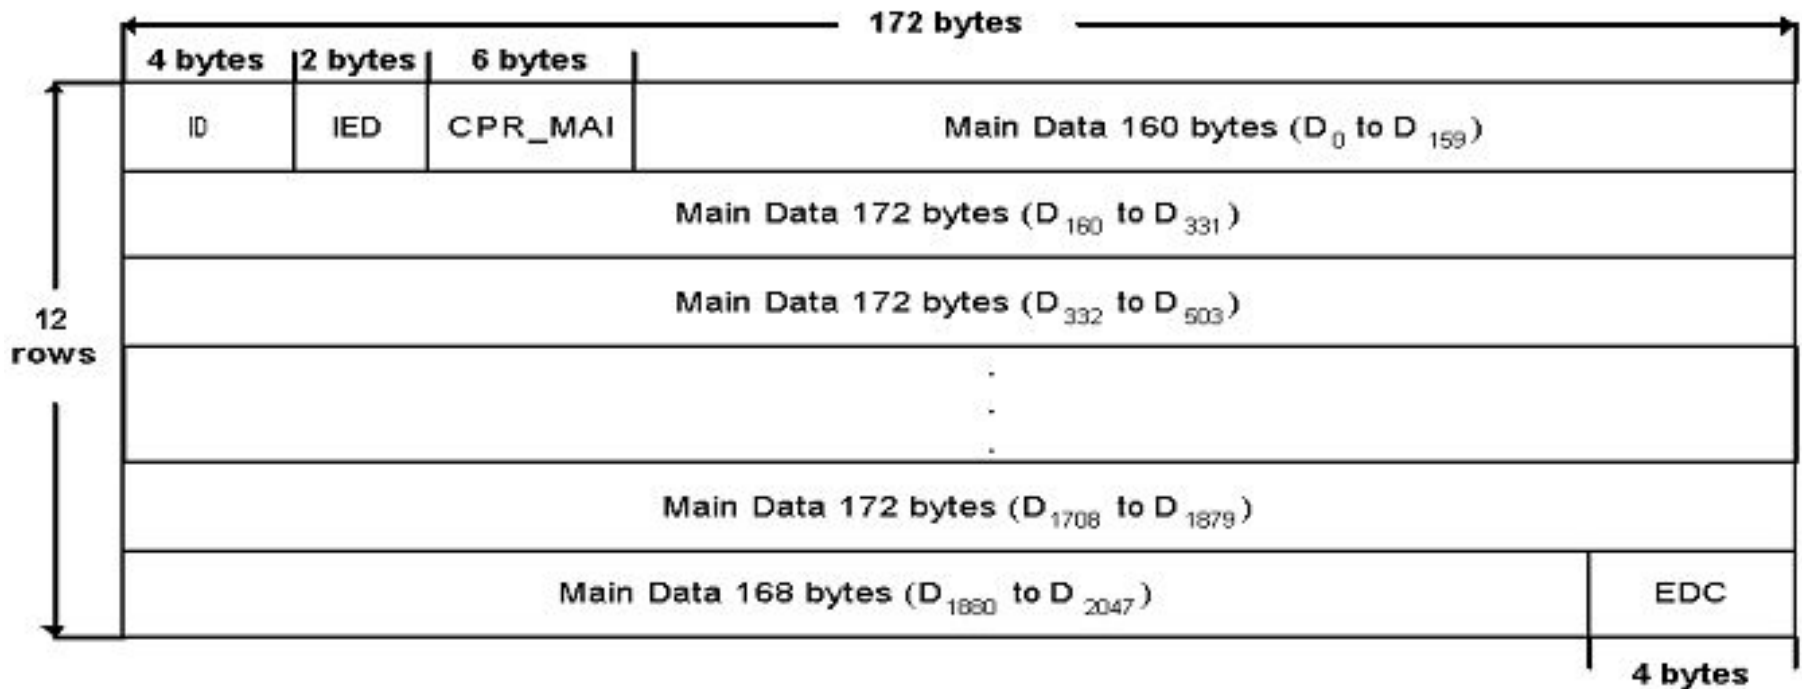 172 bytes
4 bytes 2 bytes 6 bytes
ID IED CPR_MAI Main Data 160 bytes (D0 to D159)
Main Data 172 bytes (D160 to D331)
Main Data 172 bytes (D332 to D503)
12
rows
.
.
.
Main Data 172 bytes (D1708 to D1879)
Main Data 168 bytes (D1880 to D2047) EDC
4 bytes